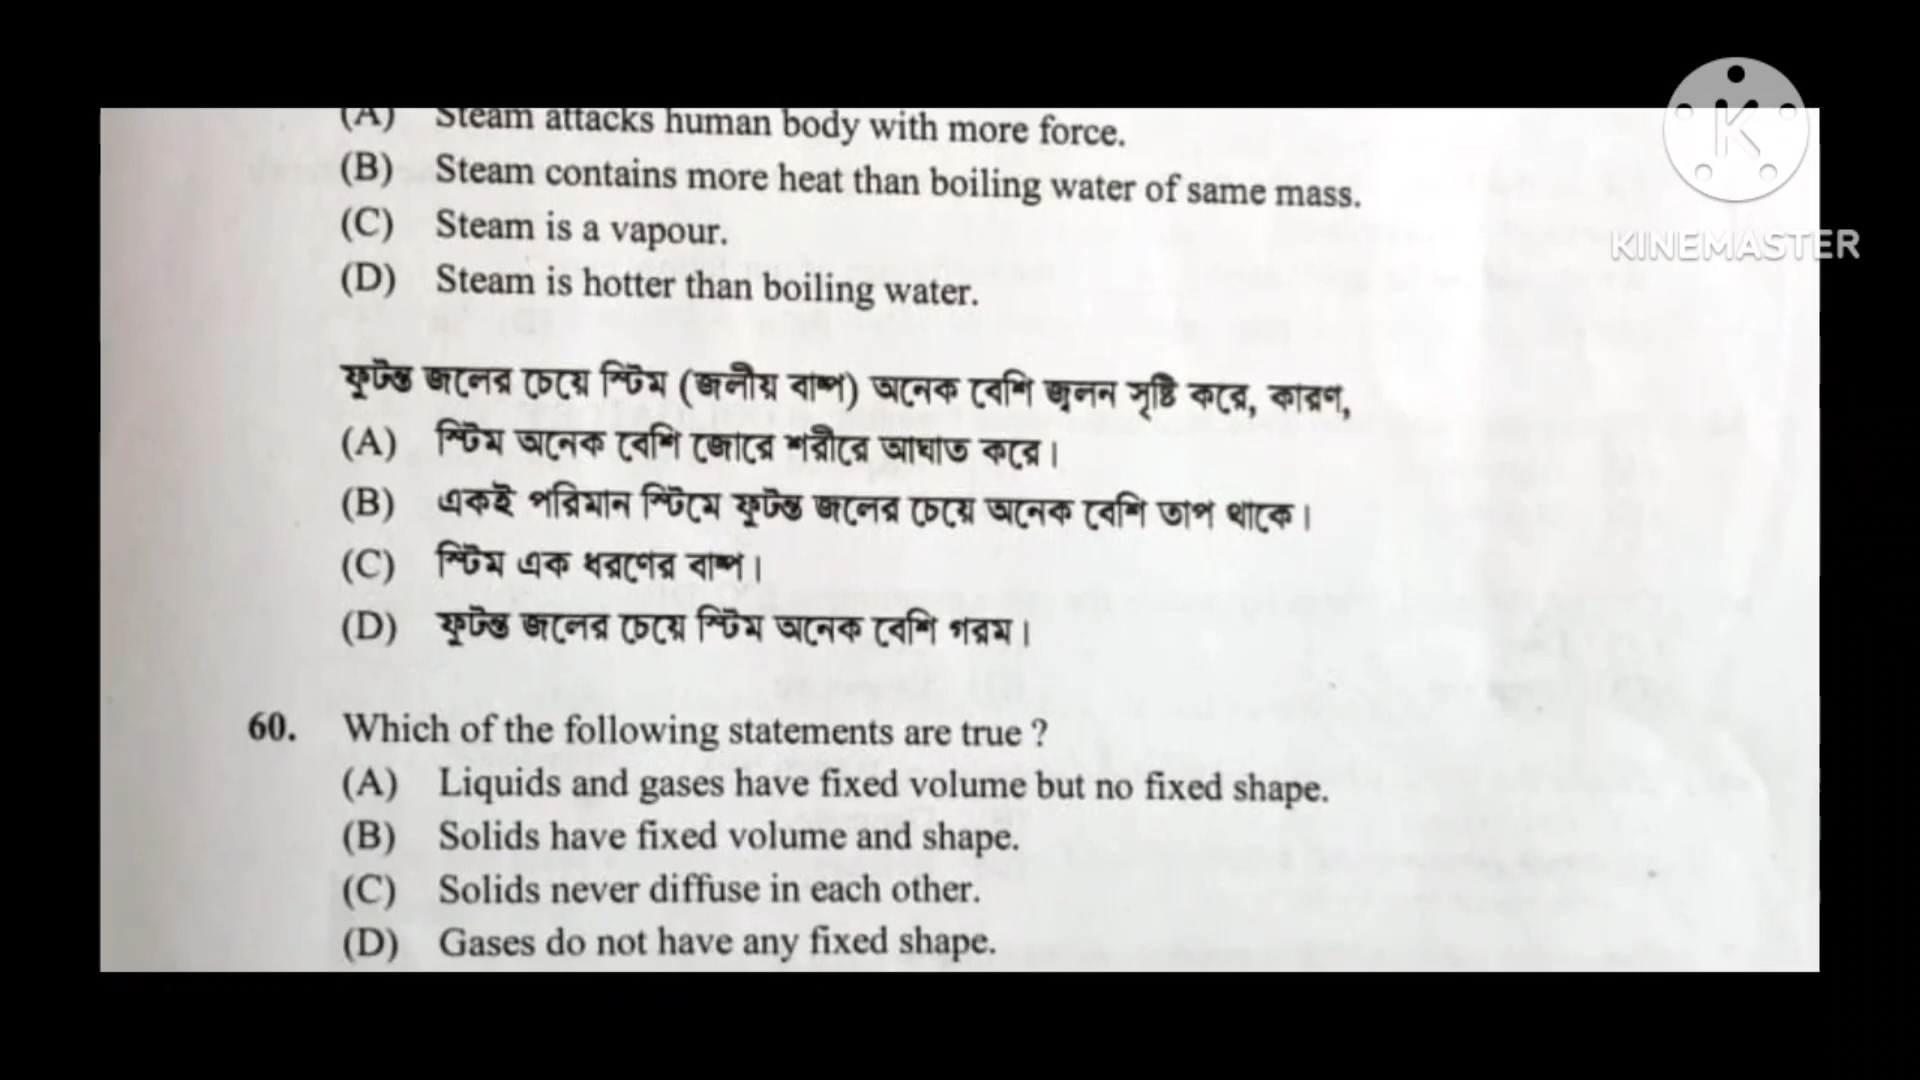 (A) Steam attacks human body with more force.
(B) Steam contains more heat than boiling water of same mass.
(C) Steam is a vapour.
(D) Steam is hotter than boiling water.
ফুটন্ত জলের চেয়ে স্টিম (জলীয় বাষ্প) অনেক বেশি জ্বলন সৃষ্টি করে, কারণ,
(A) স্টিম অনেক বেশি জোরে শরীরে আঘাত করে।
(B) একই পরিমান স্টিমে ফুটন্ত জলের চেয়ে অনেক বেশি তাপ থাকে।
(C) স্টিম এক ধরণের বাষ্প।
(D) ফুটন্ত জলের চেয়ে স্টিম অনেক বেশি গরম।
60. Which of the following statements are true ?
(A) Liquids and gases have fixed volume but no fixed shape.
(B) Solids have fixed volume and shape.
(C) Solids never diffuse in each other.
(D) Gases do not have any fixed shape.
K
KINEMASTER